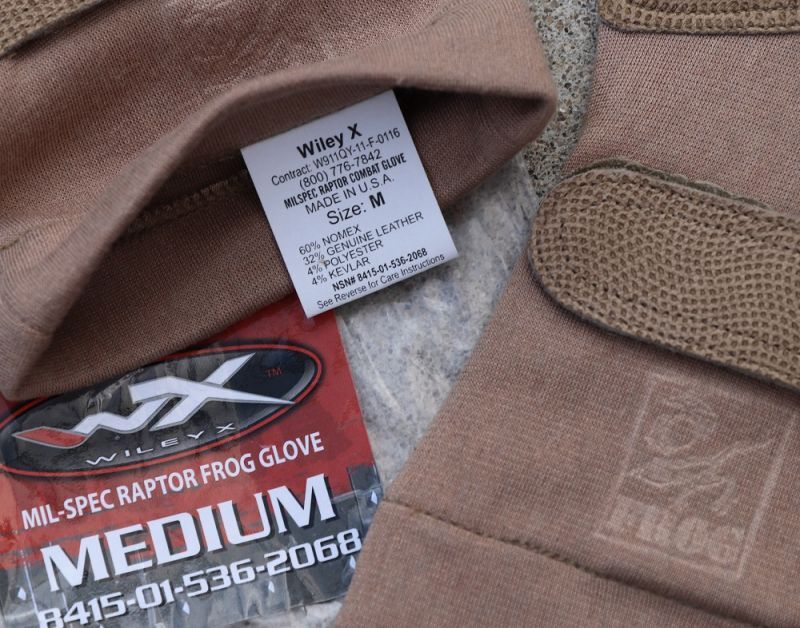 Wiley X
Contract: W911QY-11-F-0116
(800) 776-7842
MILSPEC RAPTOR COMBAT GLOVE
MADE IN U.S.A.
Size: M
60% NOMEX
32% GENUINE LEATHER
4% POLYESTER
4% KEVLAR
NSN# 8415-01-536-2068
See Reverse for Care Instructions
WX TM
WILEY X
MIL-SPEC RAPTOR FROG GLOVE
MEDIUM
8415-01-536-2068
FROG